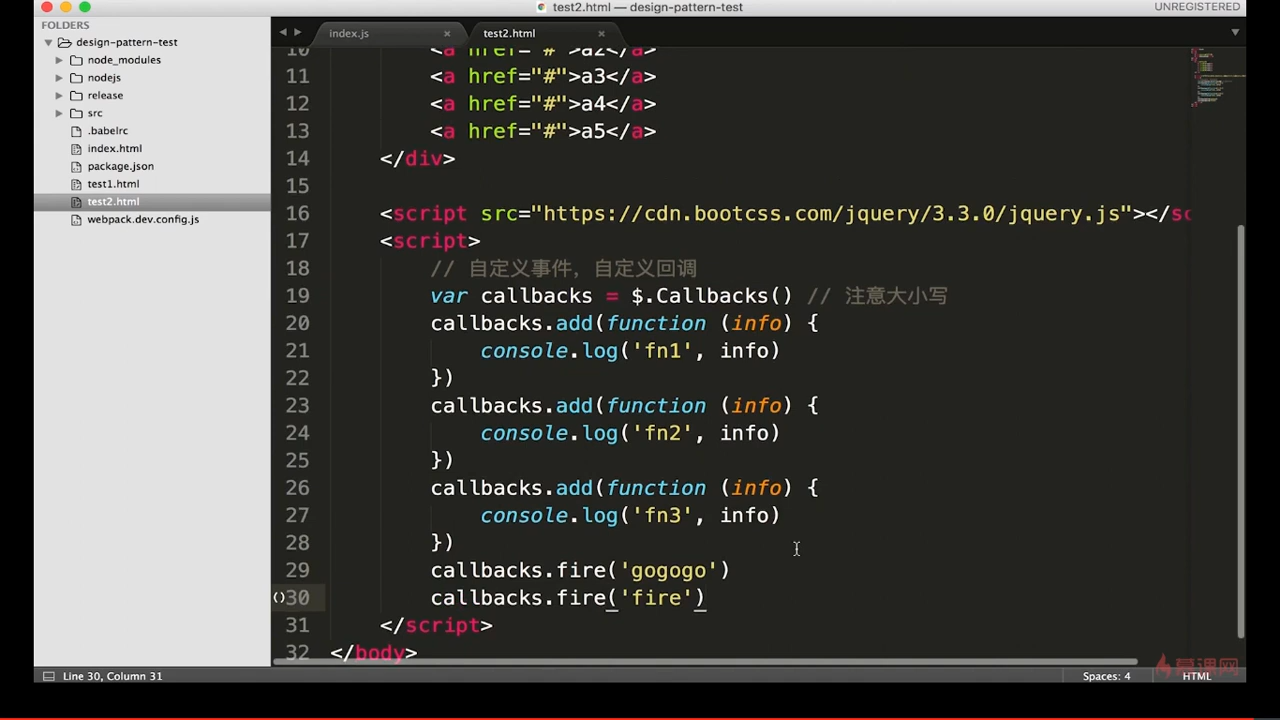 test2.html — design-pattern-test
UNREGISTERED
FOLDERS
design-pattern-test
node_modules
nodejs
release
src
.babelrc
index.html
package.json
test1.html
test2.html
webpack.dev.config.js
index.js
test2.html
10 <a href="#">a2</a>
11 <a href="#">a3</a>
12 <a href="#">a4</a>
13 <a href="#">a5</a>
14 </div>
15
16 <script src="https://cdn.bootcss.com/jquery/3.3.0/jquery.js"></sc
17 <script>
18 // 自定义事件，自定义回调
19 var callbacks = $.Callbacks() // 注意大小写
20 callbacks.add(function (info) {
21 console.log('fn1', info)
22 })
23 callbacks.add(function (info) {
24 console.log('fn2', info)
25 })
26 callbacks.add(function (info) {
27 console.log('fn3', info)
28 })
29 callbacks.fire('gogogo')
30 callbacks.fire('fire')
31 </script>
32 </body>
Line 30, Column 31
Spaces: 4
HTML
慕课网